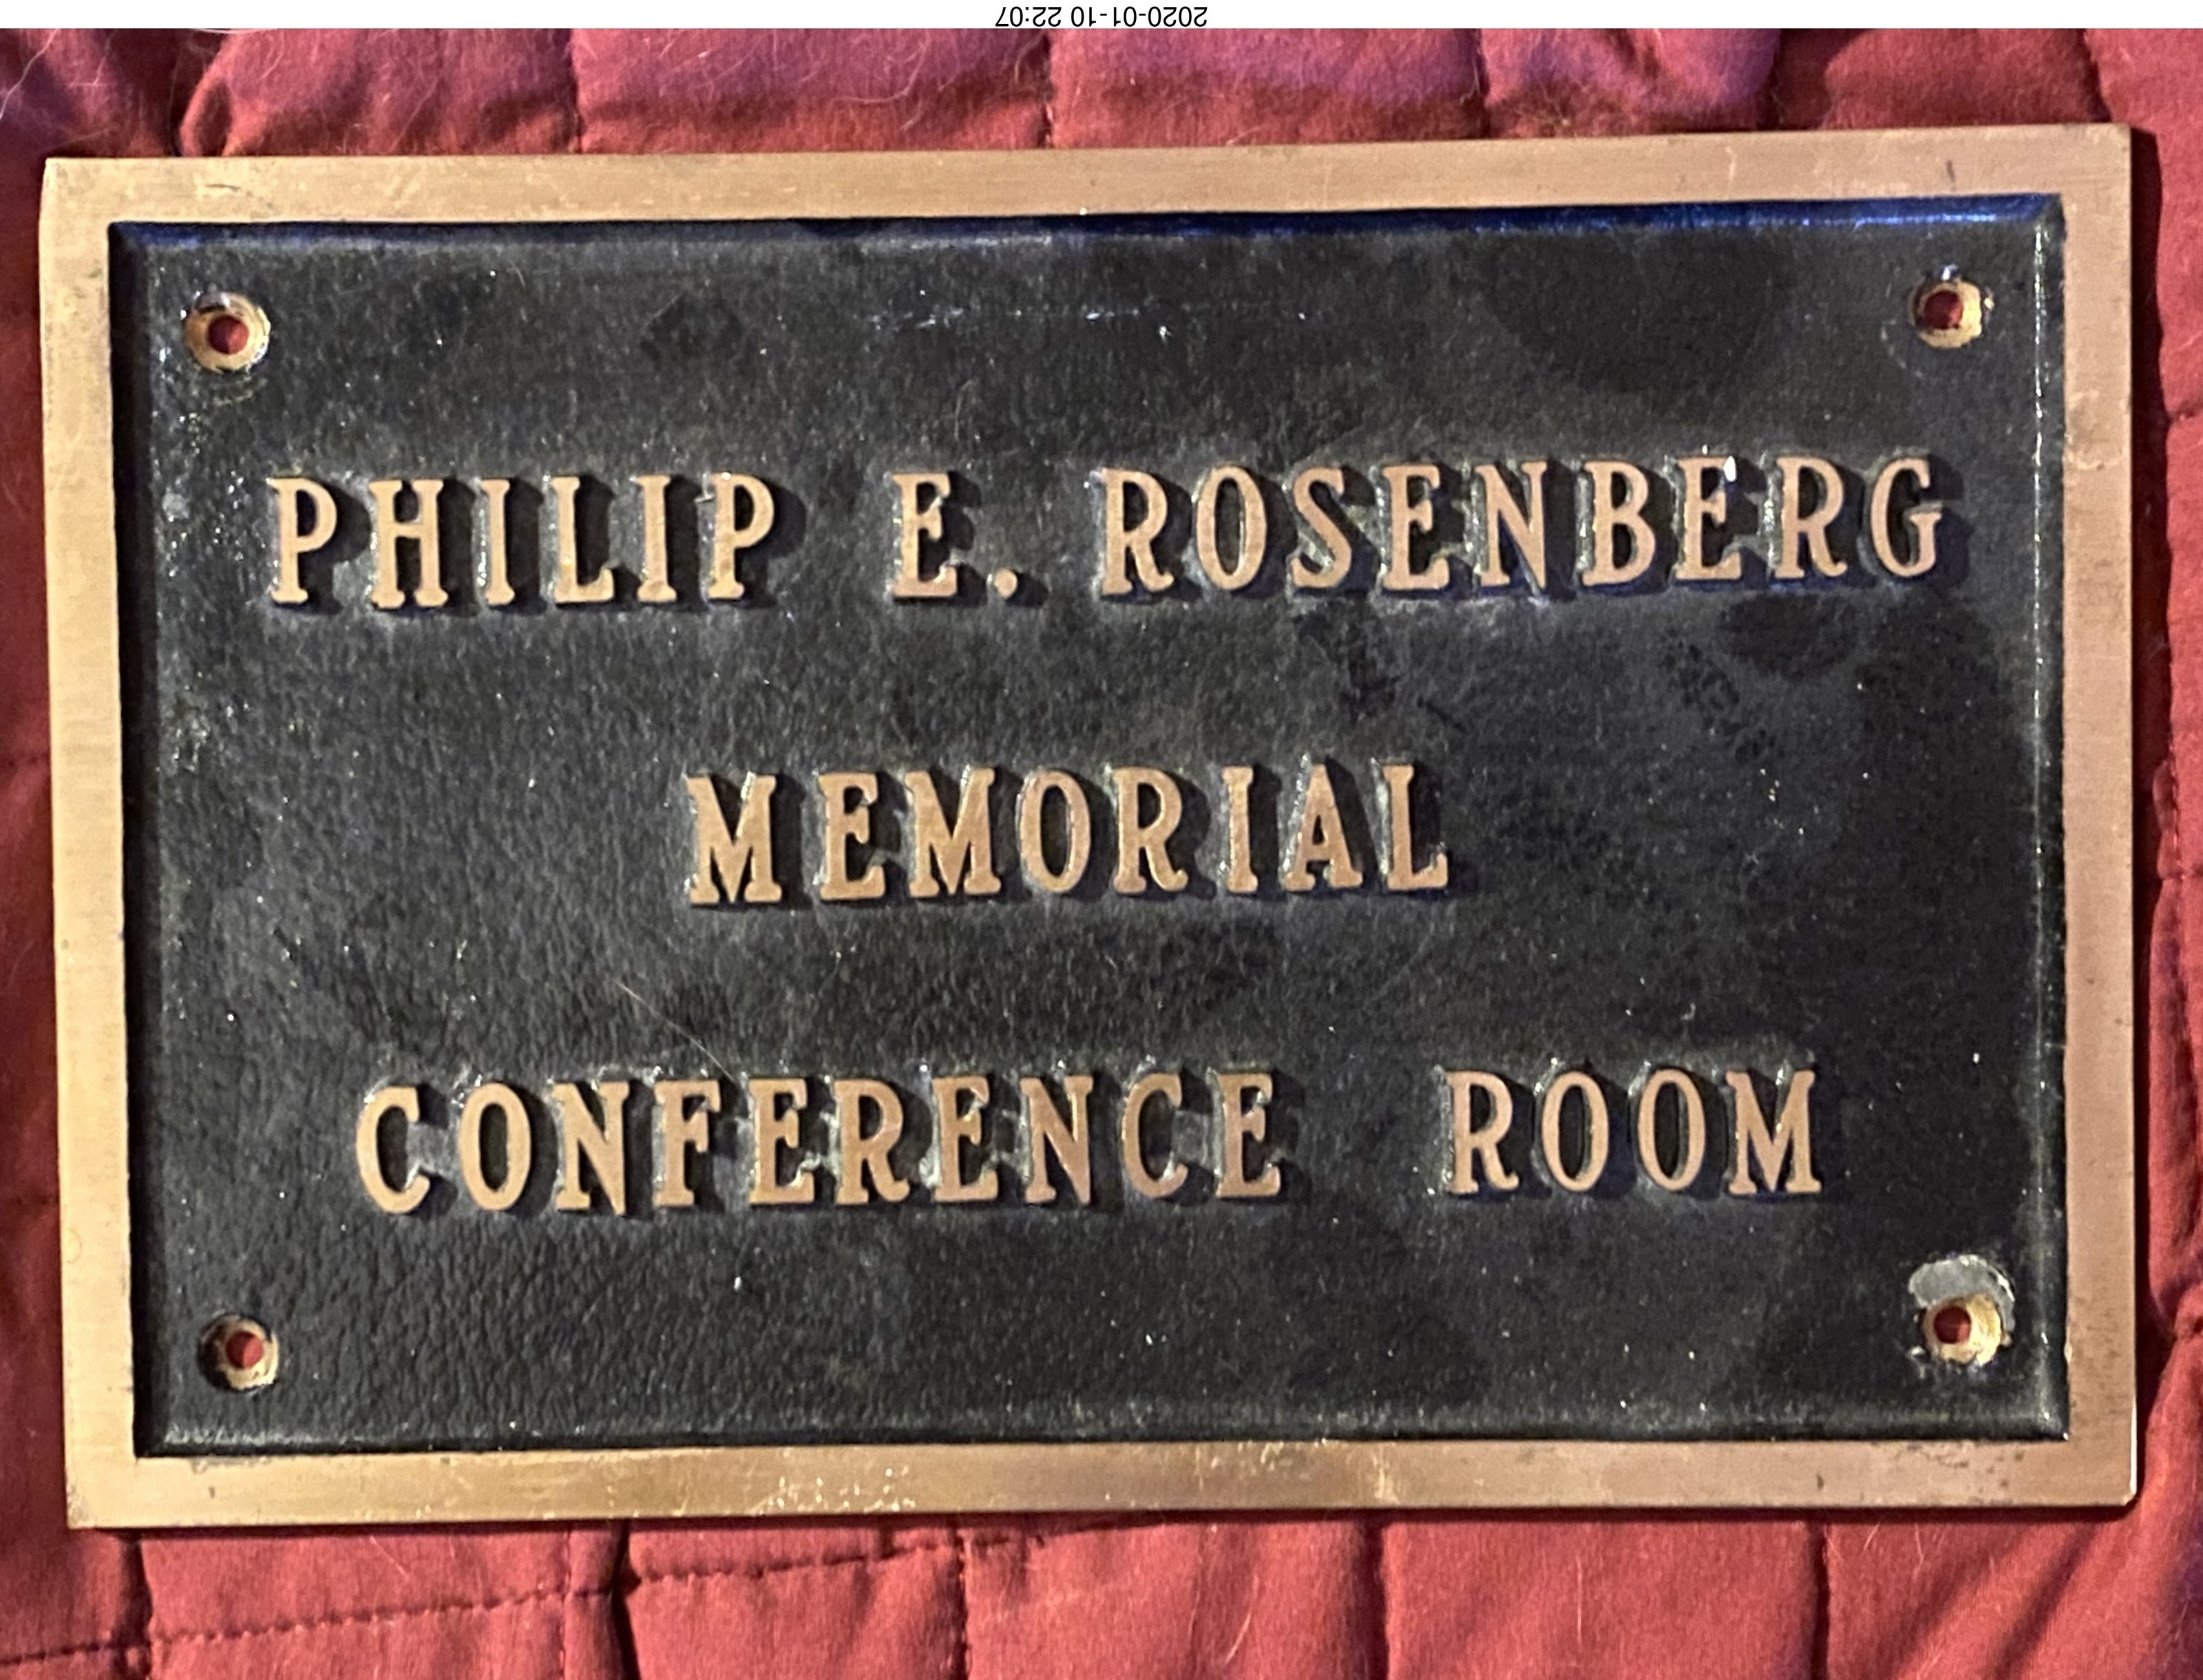 2020-01-10 22:07
PHILIP E. ROSENBERG
MEMORIAL
CONFERENCE ROOM